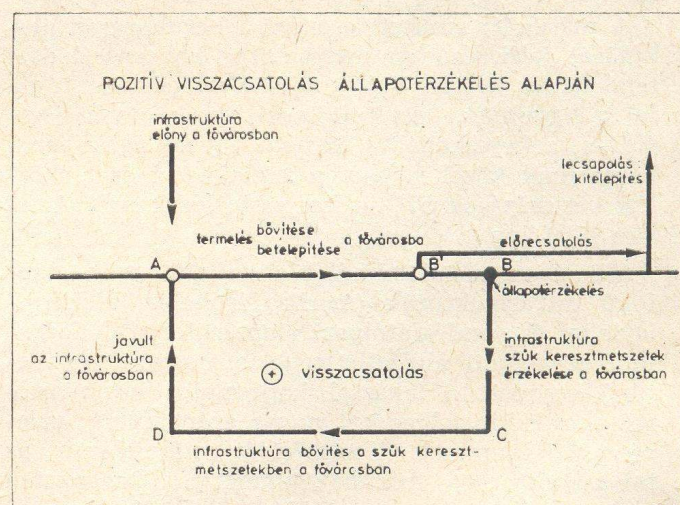 POZITÍV VISSZACSATOLÁS ÁLLAPOTÉRZÉKELÉS ALAPJÁN
infrastruktúra
előny a fővárosban
lecsapolás:
kitelepítés
termelés bővítése
betelepítése a fővárosba
előrecsatolás
A
B'
B
állapotérzékelés
javult
az infrastruktúra
a fővárosban
+ visszacsatolás
infrastruktúra
szűk keresztmetszetek
érzékelése a fővárosban
D
C
infrastruktúra bővítés a szűk kereszt-
metszetekben a fővárosban